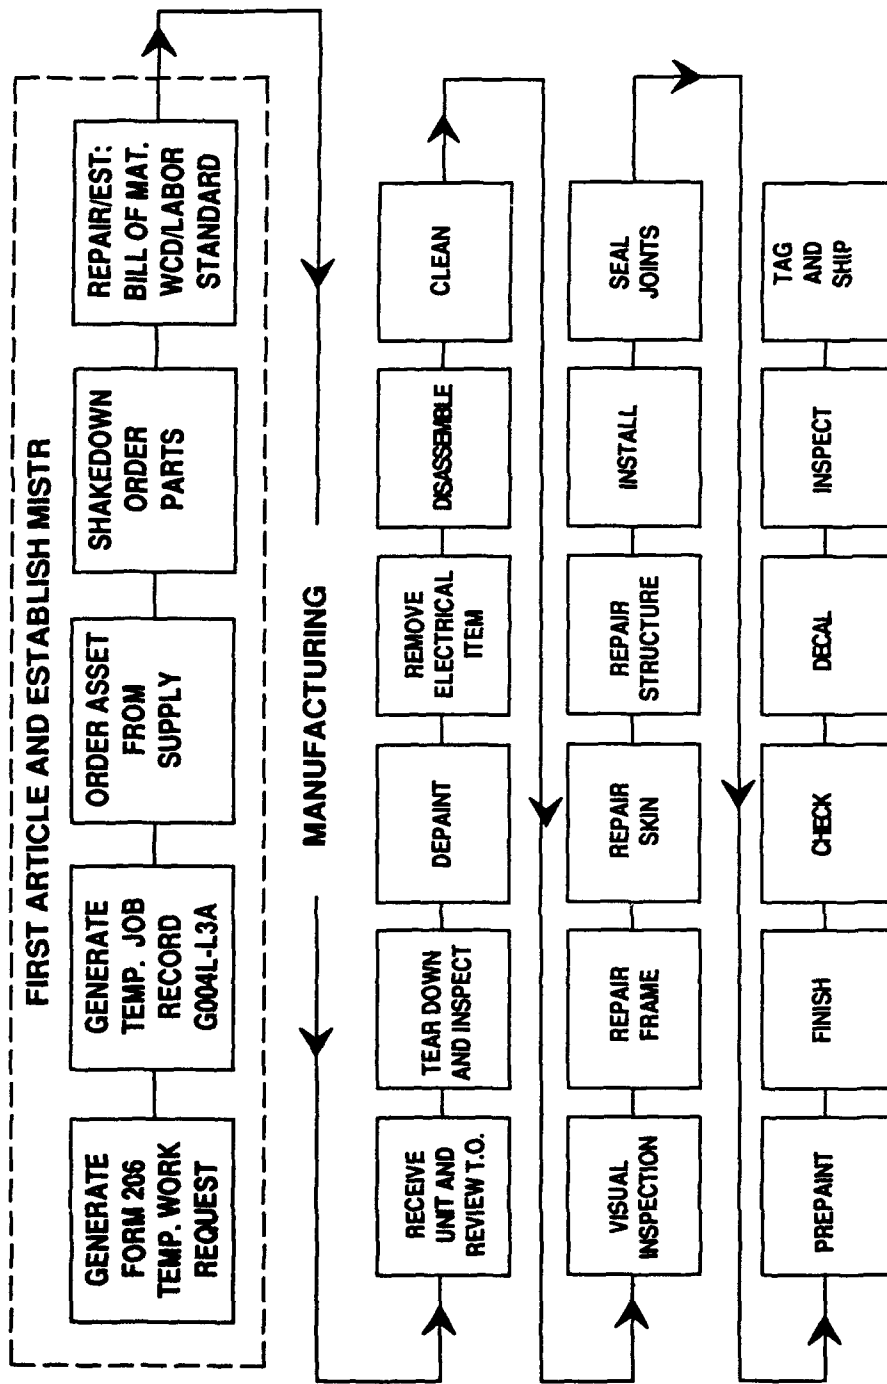 FIRST ARTICLE AND ESTABLISH MISTR
GENERATE
FORM 206
TEMP. WORK
REQUEST
GENERATE
TEMP. JOB
RECORD
G004L-L3A
ORDER ASSET
FROM
SUPPLY
SHAKEDOWN
ORDER
PARTS
REPAIR/EST:
BILL OF MAT.
WCD/LABOR
STANDARD
MANUFACTURING
RECEIVE
UNIT AND
REVIEW T.O.
TEAR DOWN
AND INSPECT
DEPAINT
REMOVE
ELECTRICAL
ITEM
DISASSEMBLE
CLEAN
VISUAL
INSPECTION
REPAIR
FRAME
REPAIR
SKIN
REPAIR
STRUCTURE
INSTALL
SEAL
JOINTS
PREPAINT
FINISH
CHECK
DECAL
INSPECT
TAG
AND
SHIP